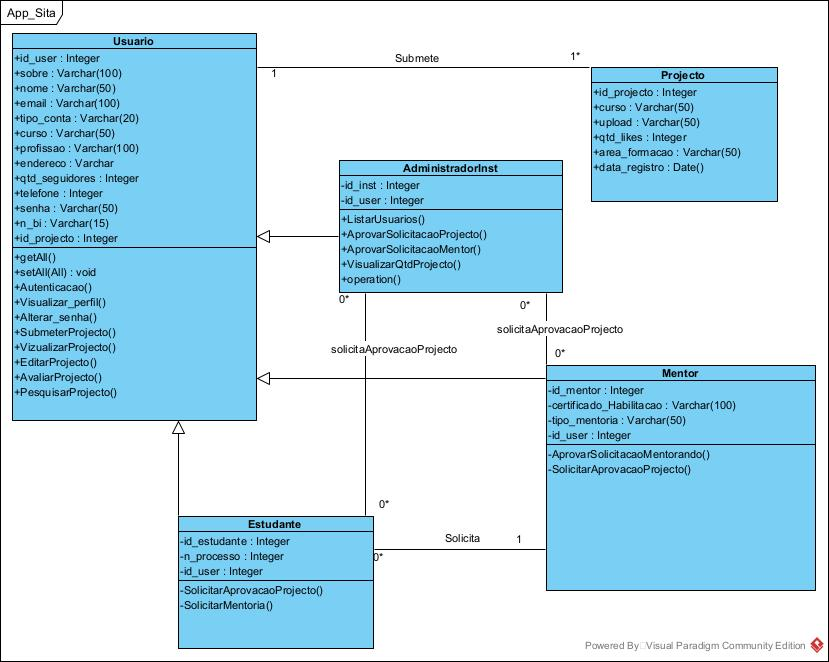 App_Sita
Usuario
+id_user : Integer
+sobre : Varchar(100)
+nome : Varchar(50)
+email : Varchar(100)
+tipo_conta : Varchar(20)
+curso : Varchar(50)
+profissao : Varchar(100)
+endereco : Varchar
+qtd_seguidores : Integer
+telefone : Integer
+senha : Varchar(50)
+n_bi : Varchar(15)
+id_projecto : Integer
+getAll()
+setAll(All) : void
+Autenticacao()
+Visualizar_perfil()
+Alterar_senha()
+SubmeterProjecto()
+VizualizarProjecto()
+EditarProjecto()
+AvaliarProjecto()
+PesquisarProjecto()
Submete
1
1*
Projecto
+id_projecto : Integer
+curso : Varchar(50)
+upload : Varchar(50)
+qtd_likes : Integer
+area_formacao : Varchar(50)
+data_registro : Date()
AdministradorInst
-id_inst : Integer
-id_user : Integer
+ListarUsuarios()
+AprovarSolicitacaoProjecto()
+AprovarSolicitacaoMentor()
+VisualizarQtdProjecto()
+operation()
0*
0*
solicitaAprovacaoProjecto
solicitaAprovacaoProjecto
0*
Mentor
-id_mentor : Integer
-certificado_Habilitacao : Varchar(100)
-tipo_mentoria : Varchar(50)
-id_user : Integer
-AprovarSolicitacaoMentorando()
-SolicitarAprovacaoProjecto()
0*
Estudante
-id_estudante : Integer
-n_processo : Integer
-id_user : Integer
-SolicitarAprovacaoProjecto()
-SolicitarMentoria()
Solicita
1
0*
Powered By Visual Paradigm Community Edition